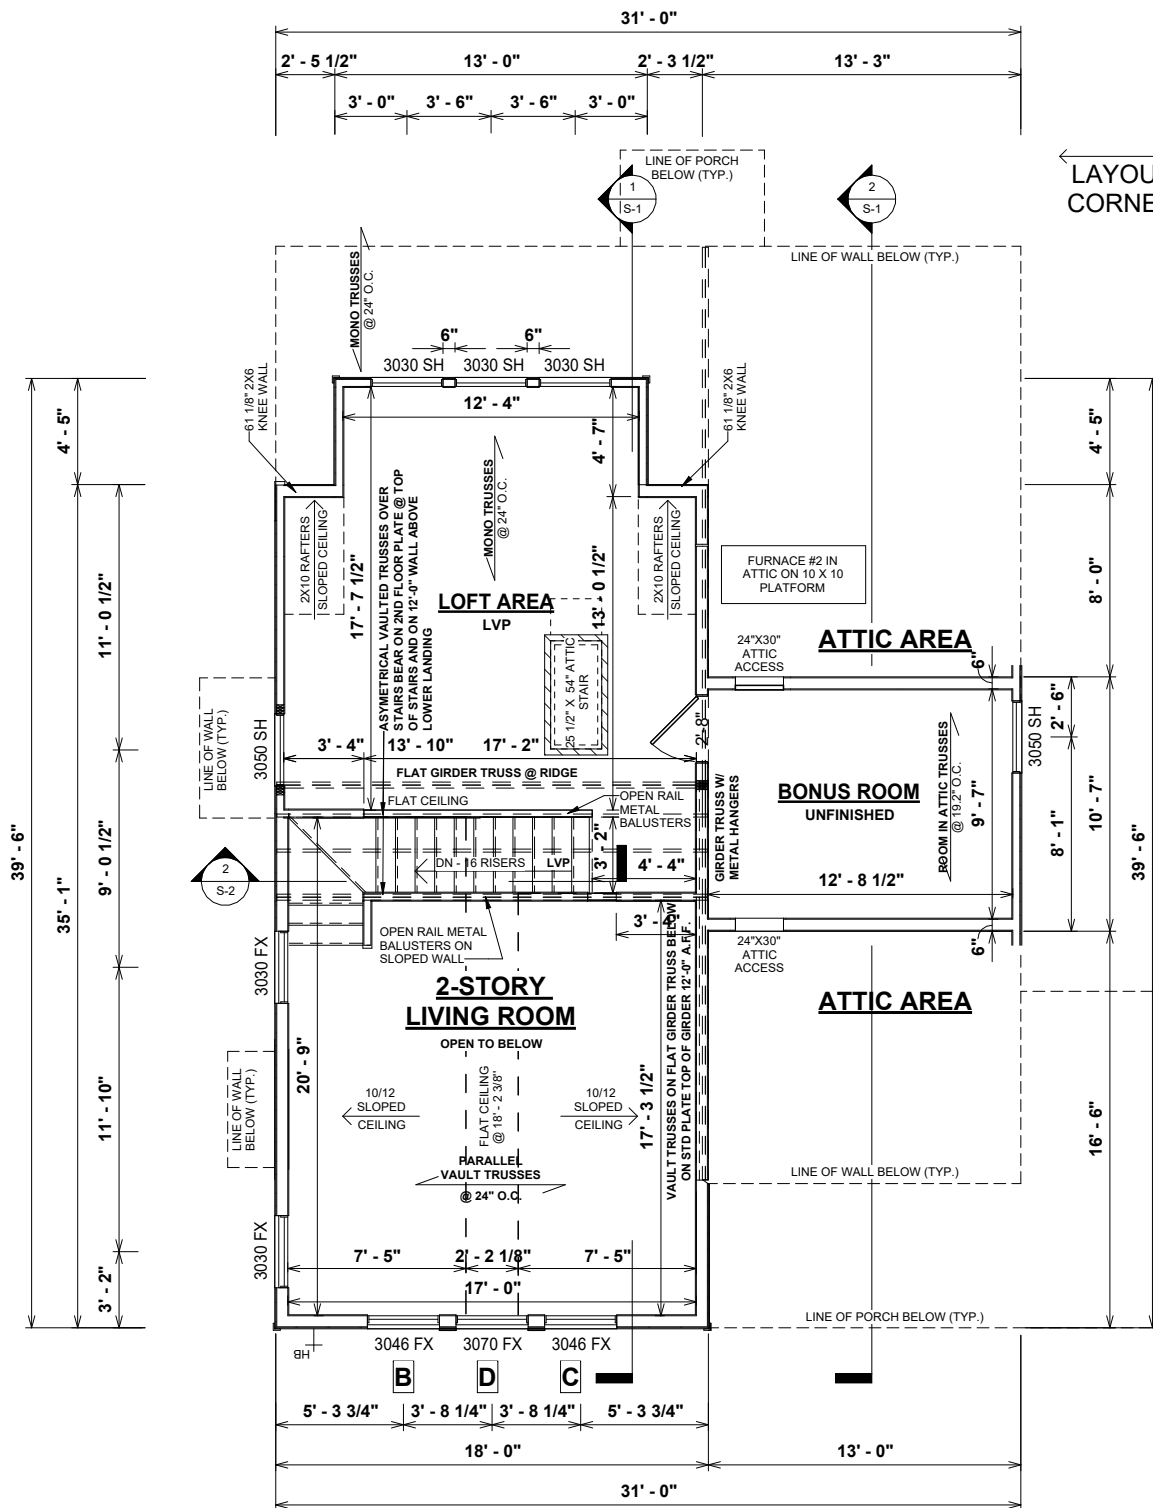 31' - 0"
2' - 5 1/2"
13' - 0"
2' - 3 1/2"
13' - 3"
3' - 0"
3' - 6"
3' - 6"
3' - 0"
LINE OF PORCH
BELOW (TYP.)
1
S-1
2
S-1
LAYOU
CORNE
LINE OF WALL BELOW (TYP.)
MONO TRUSSES
@ 24" O.C.
6"
6"
3030 SH
3030 SH
3030 SH
61 1/8" 2X6
KNEE WALL
61 1/8" 2X6
KNEE WALL
12' - 4"
4' - 5"
4' - 7"
4' - 5"
2X10 RAFTERS
SLOPED CEILING
ASYMETRICAL VAULTED TRUSSES OVER
STAIRS BEAR ON 2ND FLOOR PLATE @ TOP
OF STAIRS AND ON 12'-0" WALL ABOVE
LOWER LANDING
MONO TRUSSES
@ 24" O.C.
2X10 RAFTERS
SLOPED CEILING
17' - 7 1/2"
13' - 0 1/2"
FURNACE #2 IN
ATTIC ON 10 X 10
PLATFORM
8' - 0"
11' - 0 1/2"
LOFT AREA
LVP
ATTIC AREA
24"X30"
ATTIC
ACCESS
6"
25 1/2" X 54" ATTIC
STAIR
LINE OF WALL
BELOW (TYP.)
3050 SH
2' - 8"
2' - 6"
3050 SH
3' - 4"
13' - 10"
17' - 2"
FLAT GIRDER TRUSS @ RIDGE
FLAT CEILING
OPEN RAIL
METAL
BALUSTERS
GIRDER TRUSS W/
METAL HANGERS
BONUS ROOM
UNFINISHED
ROOM IN ATTIC TRUSSES
@ 19.2" O.C.
9' - 7"
10' - 7"
8' - 1"
39' - 6"
39' - 6"
35' - 1"
9' - 0 1/2"
2
S-2
DN - 16 RISERS
LVP
3' - 2"
4' - 4"
12' - 8 1/2"
3' - 4"
OPEN RAIL METAL
BALUSTERS ON
SLOPED WALL
24"X30"
ATTIC
ACCESS
6"
3030 FX
2-STORY
LIVING ROOM
OPEN TO BELOW
ATTIC AREA
VAULT TRUSSES ON FLAT GIRDER TRUSS BELOW
ON STD PLATE TOP OF GIRDER 12'-0" A.F.F.
20' - 9"
17' - 3 1/2"
LINE OF WALL
BELOW (TYP.)
11' - 10"
10/12
SLOPED
CEILING
FLAT CEILING
@ 18' - 2 3/8"
10/12
SLOPED
CEILING
16' - 6"
PARALLEL
VAULT TRUSSES
@ 24" O.C.
LINE OF WALL BELOW (TYP.)
3030 FX
3' - 2"
7' - 5"
2' - 2 1/8"
7' - 5"
17' - 0"
LINE OF PORCH BELOW (TYP.)
HB
3046 FX
3070 FX
3046 FX
B
D
C
5' - 3 3/4"
3' - 8 1/4"
3' - 8 1/4"
5' - 3 3/4"
18' - 0"
13' - 0"
31' - 0"